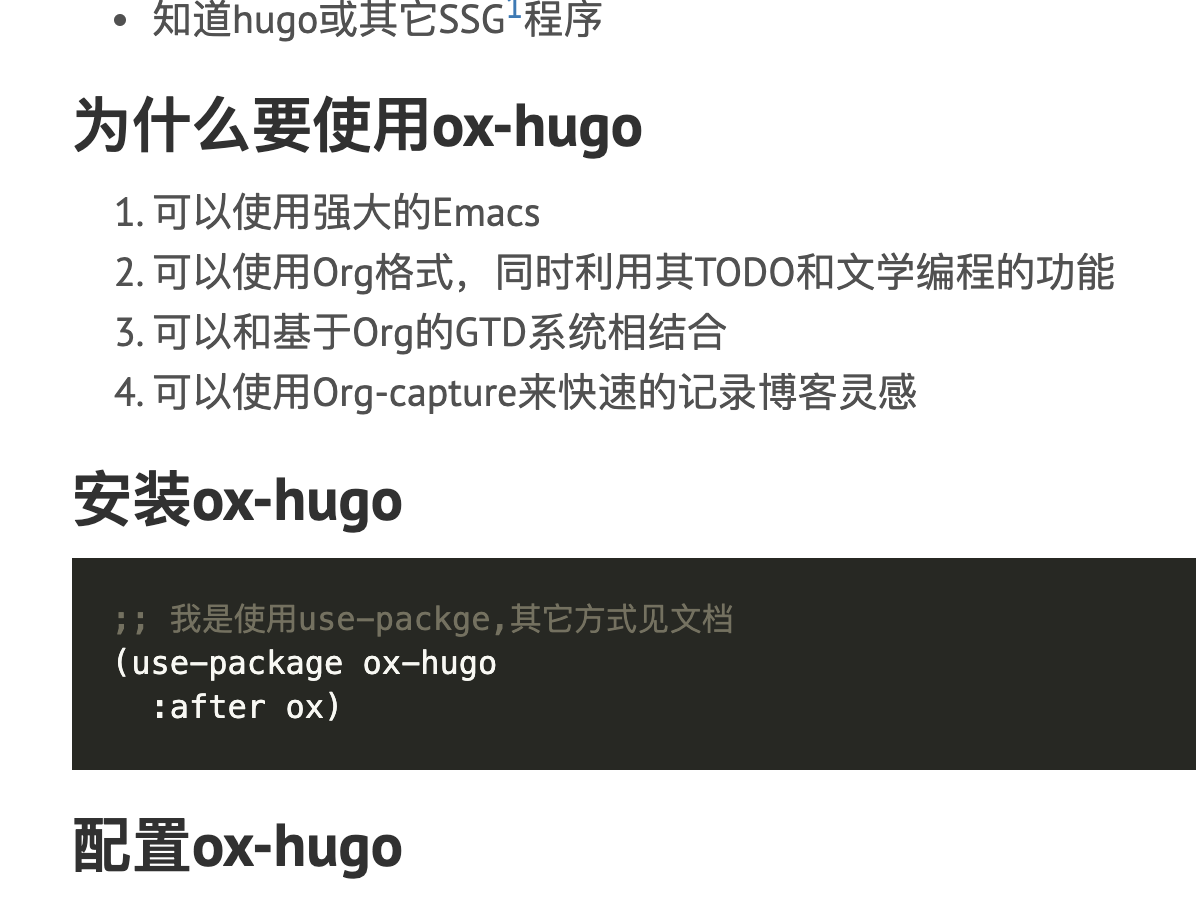 • 知道hugo或其它SSG1程序
为什么要使用ox-hugo
1. 可以使用强大的Emacs
2. 可以使用Org格式，同时利用其TODO和文学编程的功能
3. 可以和基于Org的GTD系统相结合
4. 可以使用Org-capture来快速的记录博客灵感
安装ox-hugo
;; 我是使用use-packge,其它方式见文档
(use-package ox-hugo
  :after ox)
配置ox-hugo